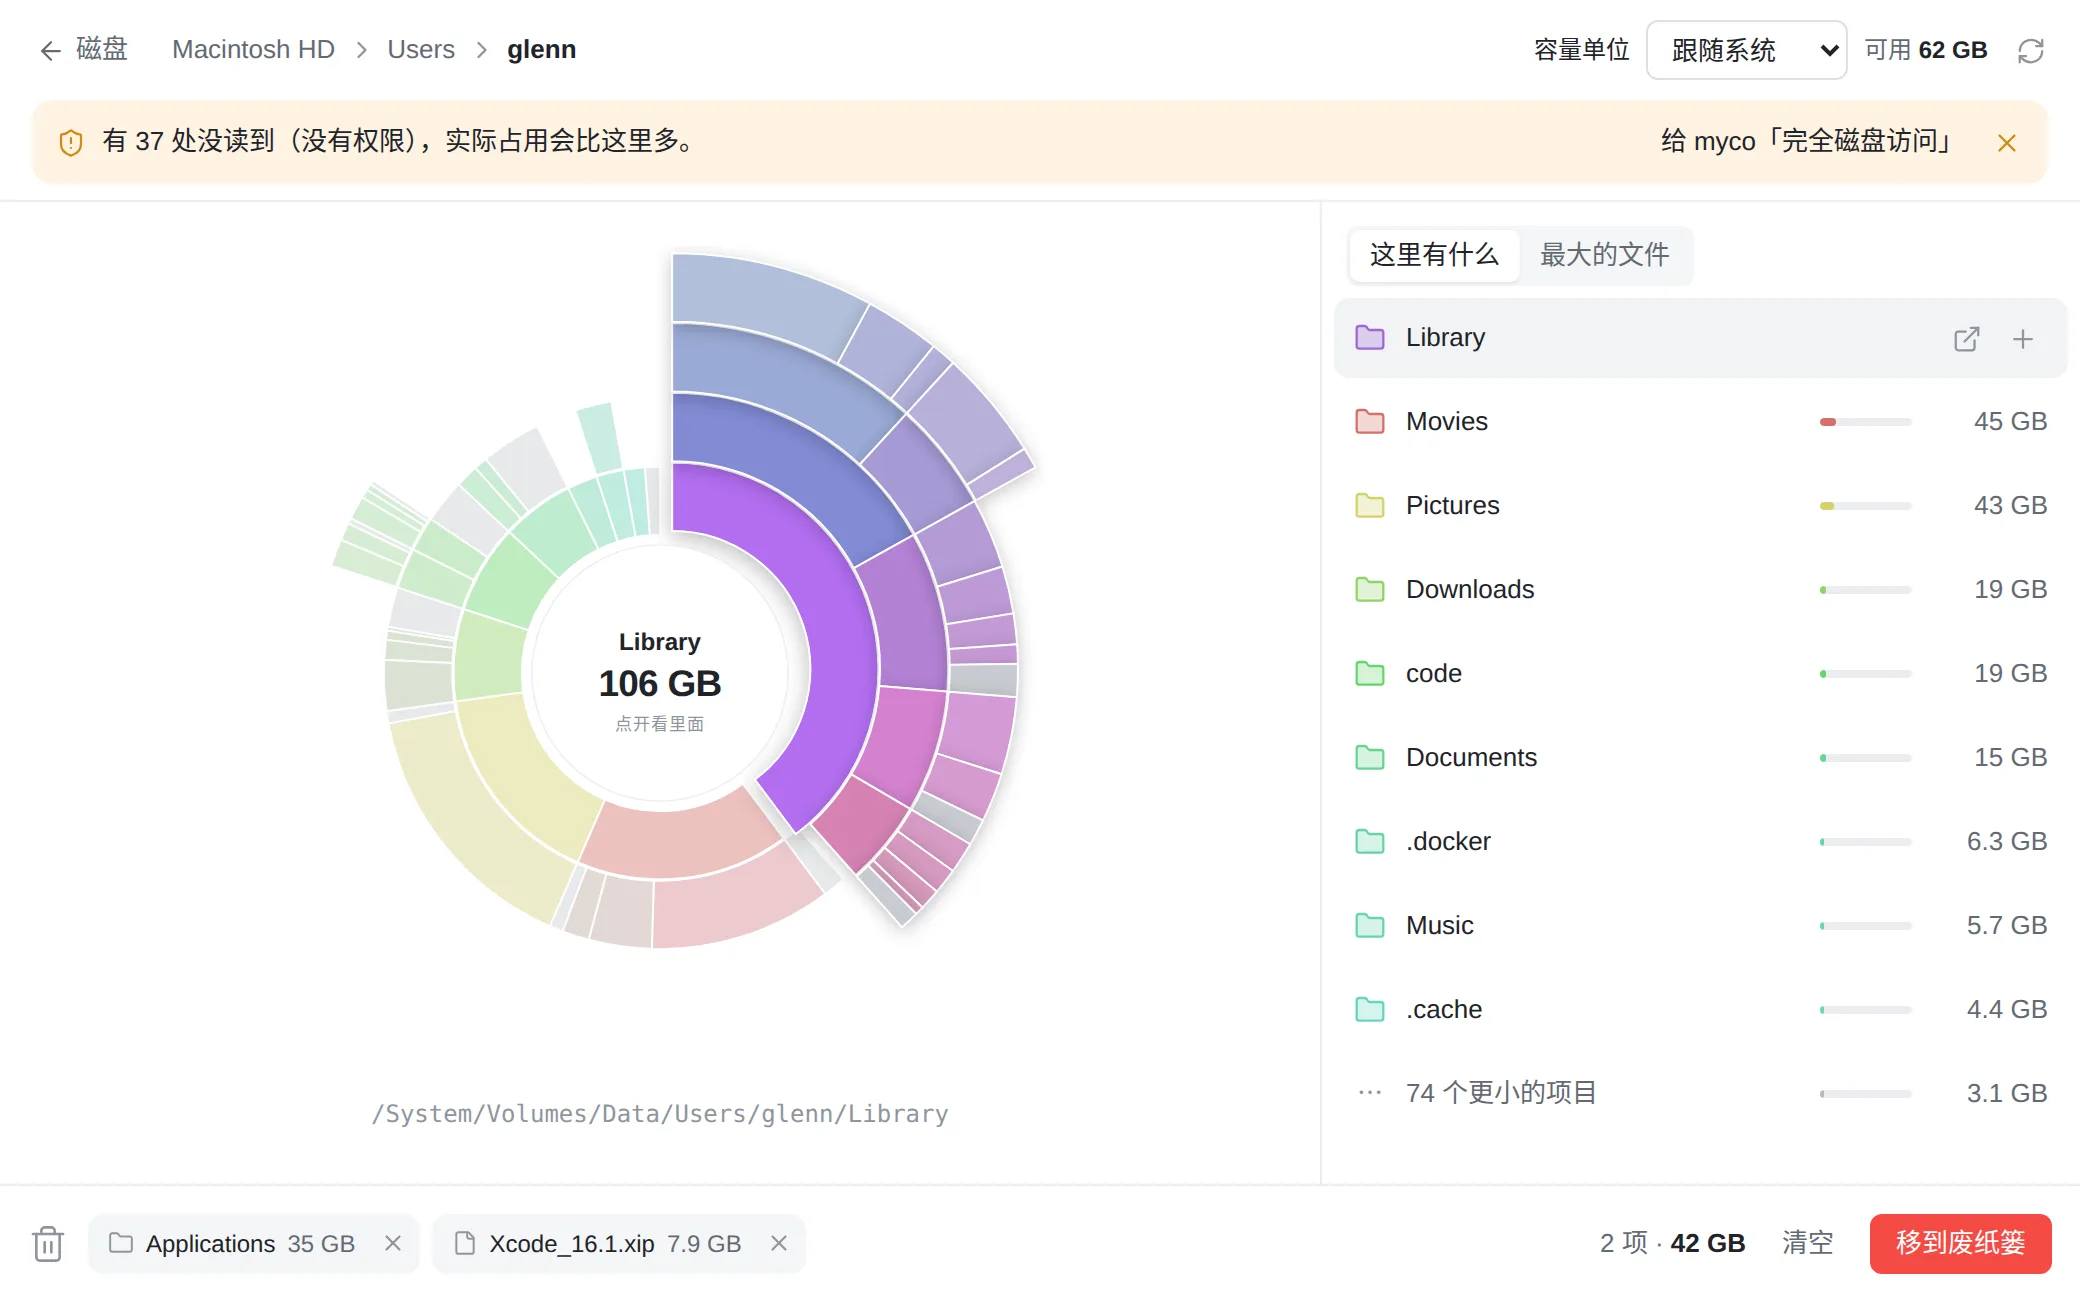 磁盘
Macintosh HD
Users
glenn
容量单位
跟随系统
可用 62 GB
有 37 处没读到（没有权限），实际占用会比这里多。
给 myco「完全磁盘访问」
Library
106 GB
点开看里面
/System/Volumes/Data/Users/glenn/Library
这里有什么
最大的文件
Library
Movies 45 GB
Pictures 43 GB
Downloads 19 GB
code 19 GB
Documents 15 GB
.docker 6.3 GB
Music 5.7 GB
.cache 4.4 GB
74 个更小的项目 3.1 GB
Applications 35 GB
Xcode_16.1.xip 7.9 GB
2 项 · 42 GB
清空
移到废纸篓